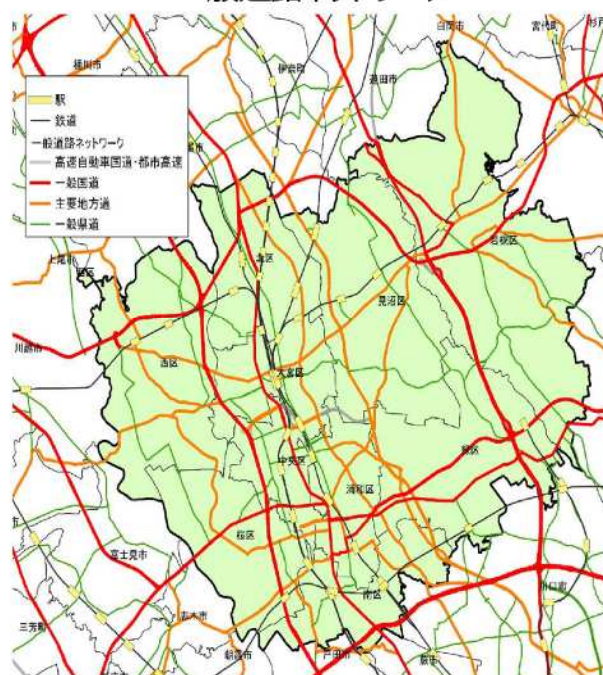 白岡市
宮代町
桶川市
伊奈町
蓮田市
駅
鉄道
一般道路ネットワーク
高速自動車国道・都市高速
一般国道
主要地方道
一般県道
岩槻区
北区
見沼区
川越市
西区
大宮区
緑区
中央区
浦和区
桜区
富士見市
南区
川口市
志木市
三芳町
朝霞市
戸田市
蕨市